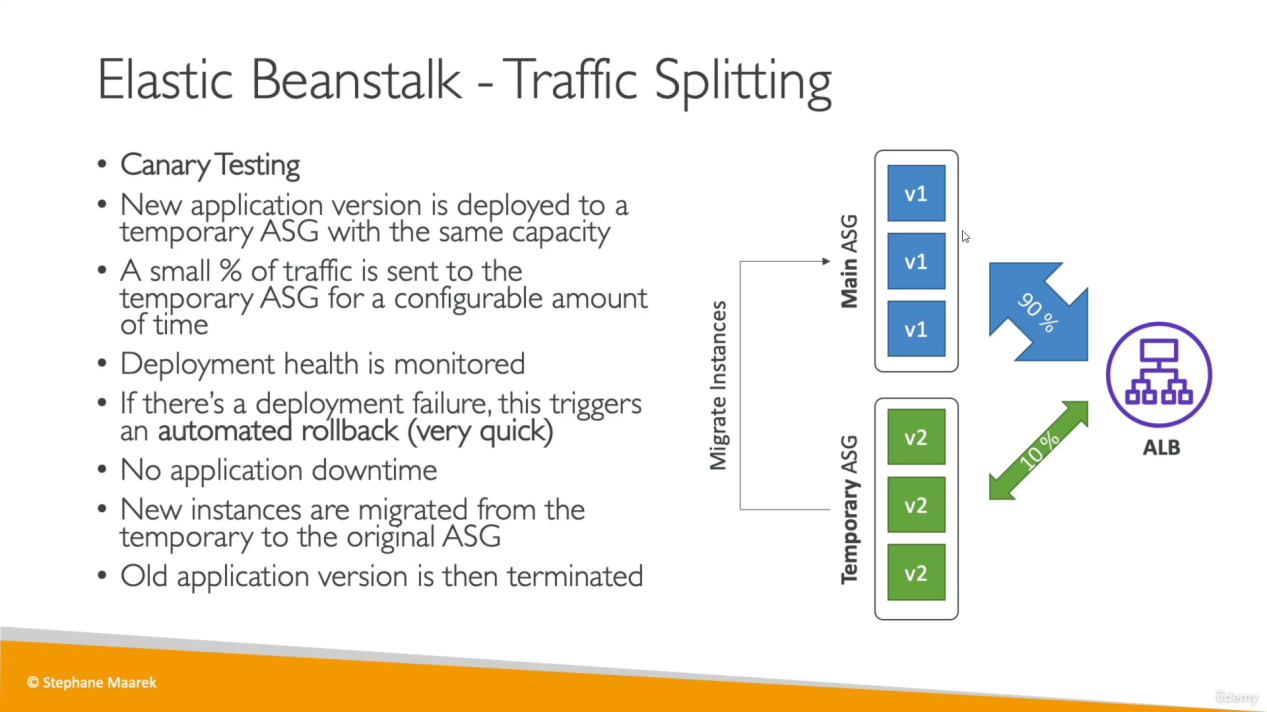 Elastic Beanstalk - Traffic Splitting
• Canary Testing
• New application version is deployed to a
temporary ASG with the same capacity
• A small % of traffic is sent to the
temporary ASG for a configurable amount
of time
• Deployment health is monitored
• If there's a deployment failure, this triggers
an automated rollback (very quick)
• No application downtime
• New instances are migrated from the
temporary to the original ASG
• Old application version is then terminated
Migrate Instances
Main ASG
v1
v1
v1
90 %
Temporary ASG
v2
v2
v2
10 %
ALB
© Stephane Maarek
ûdemy